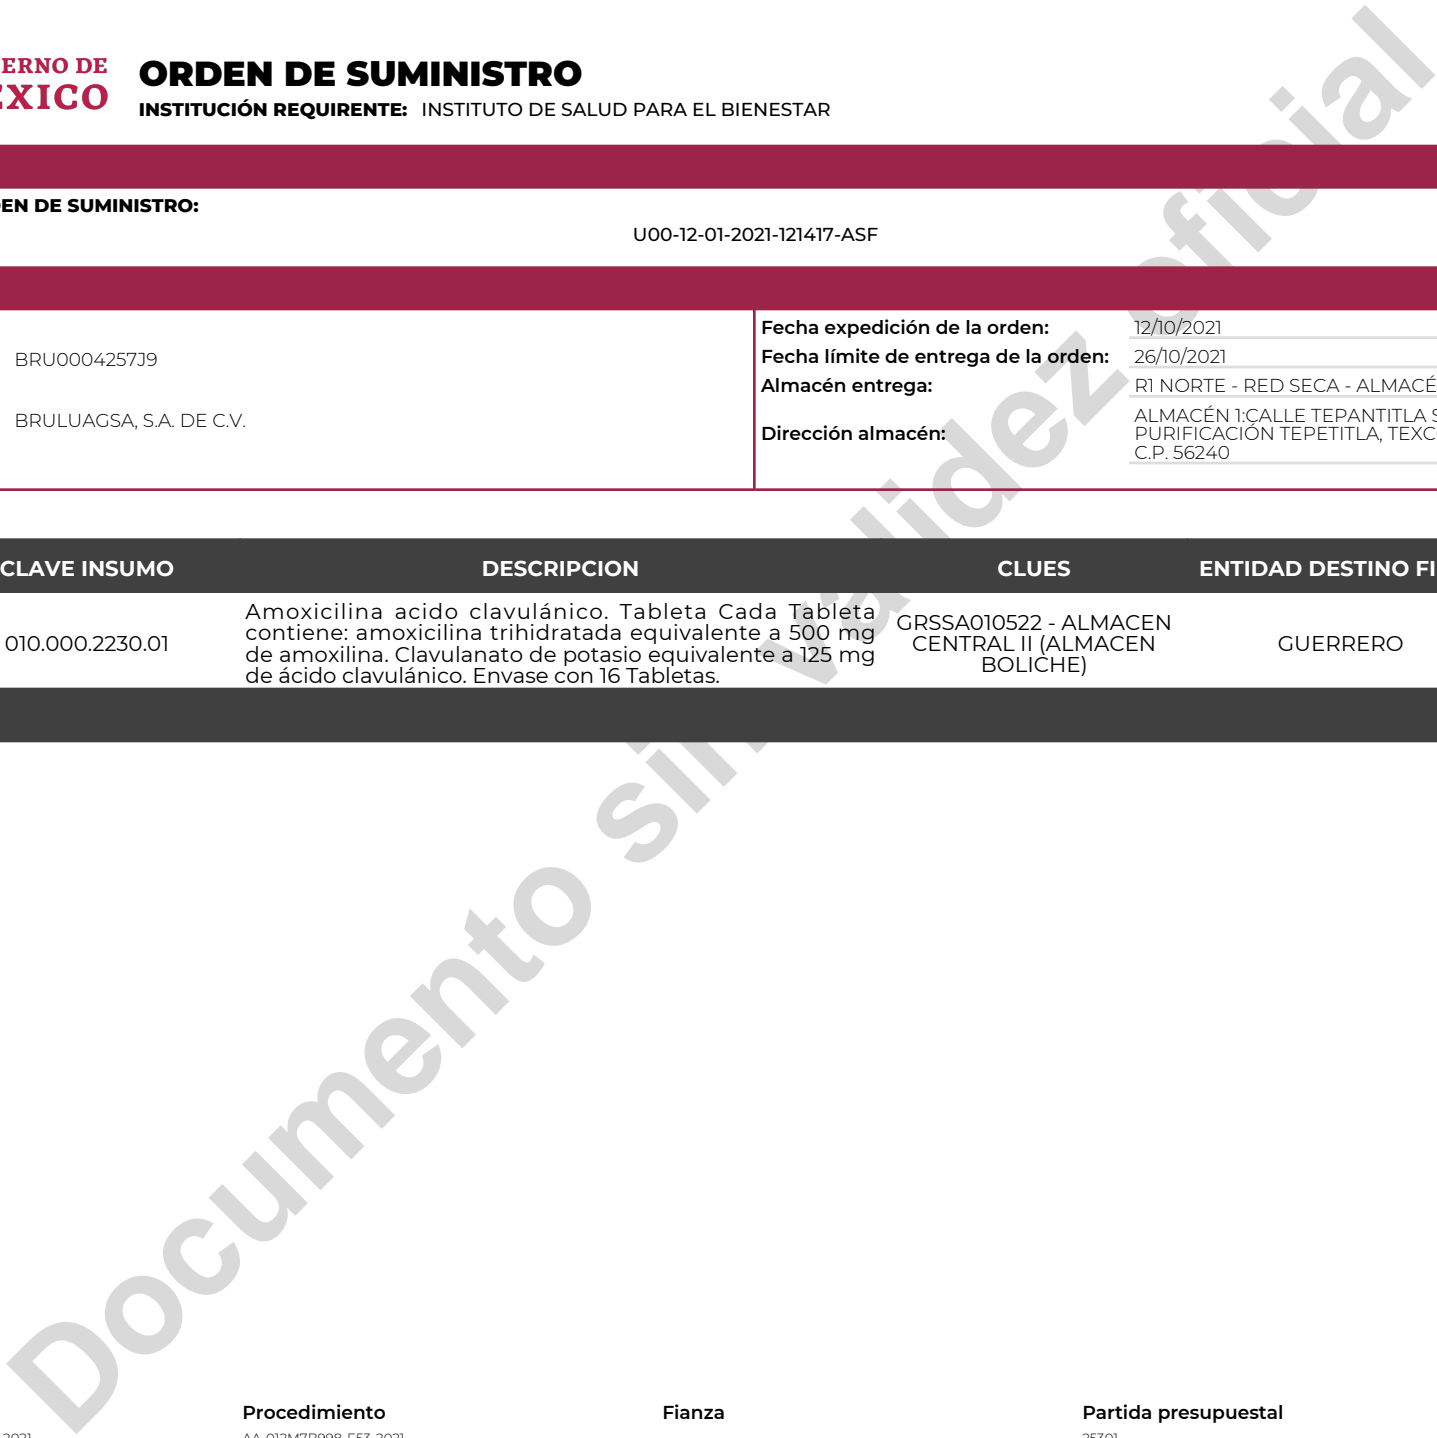 ERNO DE
EXICO
ORDEN DE SUMINISTRO
INSTITUCIÓN REQUIRENTE: INSTITUTO DE SALUD PARA EL BIENESTAR
EN DE SUMINISTRO:
U00-12-01-2021-121417-ASF
BRU0004257J9
BRULUAGSA, S.A. DE C.V.
Fecha expedición de la orden: 12/10/2021
Fecha límite de entrega de la orden: 26/10/2021
Almacén entrega: R1 NORTE - RED SECA - ALMACÉ
Dirección almacén:
ALMACÉN 1:CALLE TEPANTITLA S
PURIFICACIÓN TEPETITLA, TEXC
C.P. 56240
CLAVE INSUMO DESCRIPCION CLUES ENTIDAD DESTINO FI
010.000.2230.01
Amoxicilina acido clavulánico. Tableta Cada Tableta
contiene: amoxicilina trihidratada equivalente a 500 mg
de amoxilina. Clavulanato de potasio equivalente a 125 mg
de ácido clavulánico. Envase con 16 Tabletas.
GRSSA010522 - ALMACEN
CENTRAL II (ALMACEN
BOLICHE)
GUERRERO
Documento sin validez oficial
Procedimiento Fianza Partida presupuestal